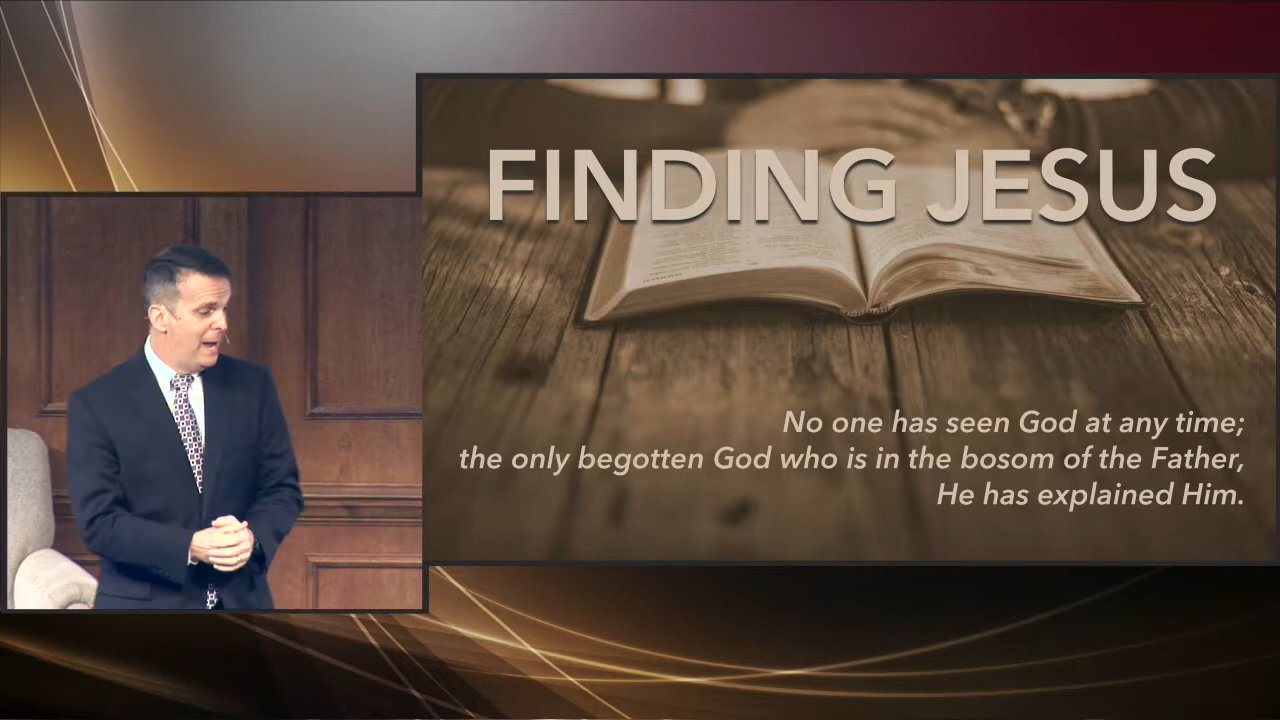 FINDING JESUS
No one has seen God at any time;
the only begotten God who is in the bosom of the Father,
He has explained Him.